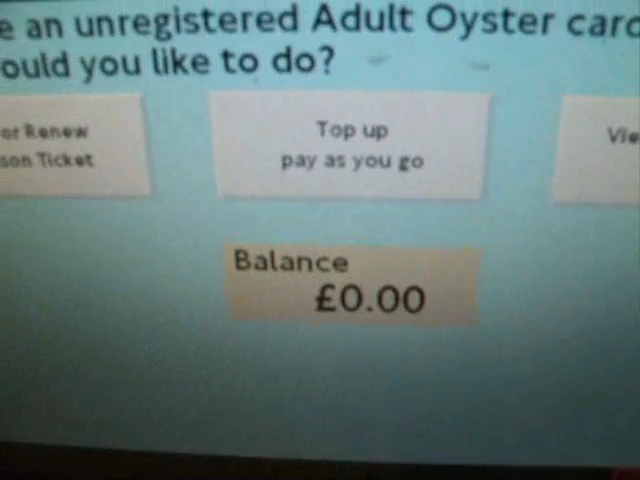 e an unregistered Adult Oyster card
ould you like to do?
or Renew
son Ticket
Top up
pay as you go
Vie
Balance
£0.00